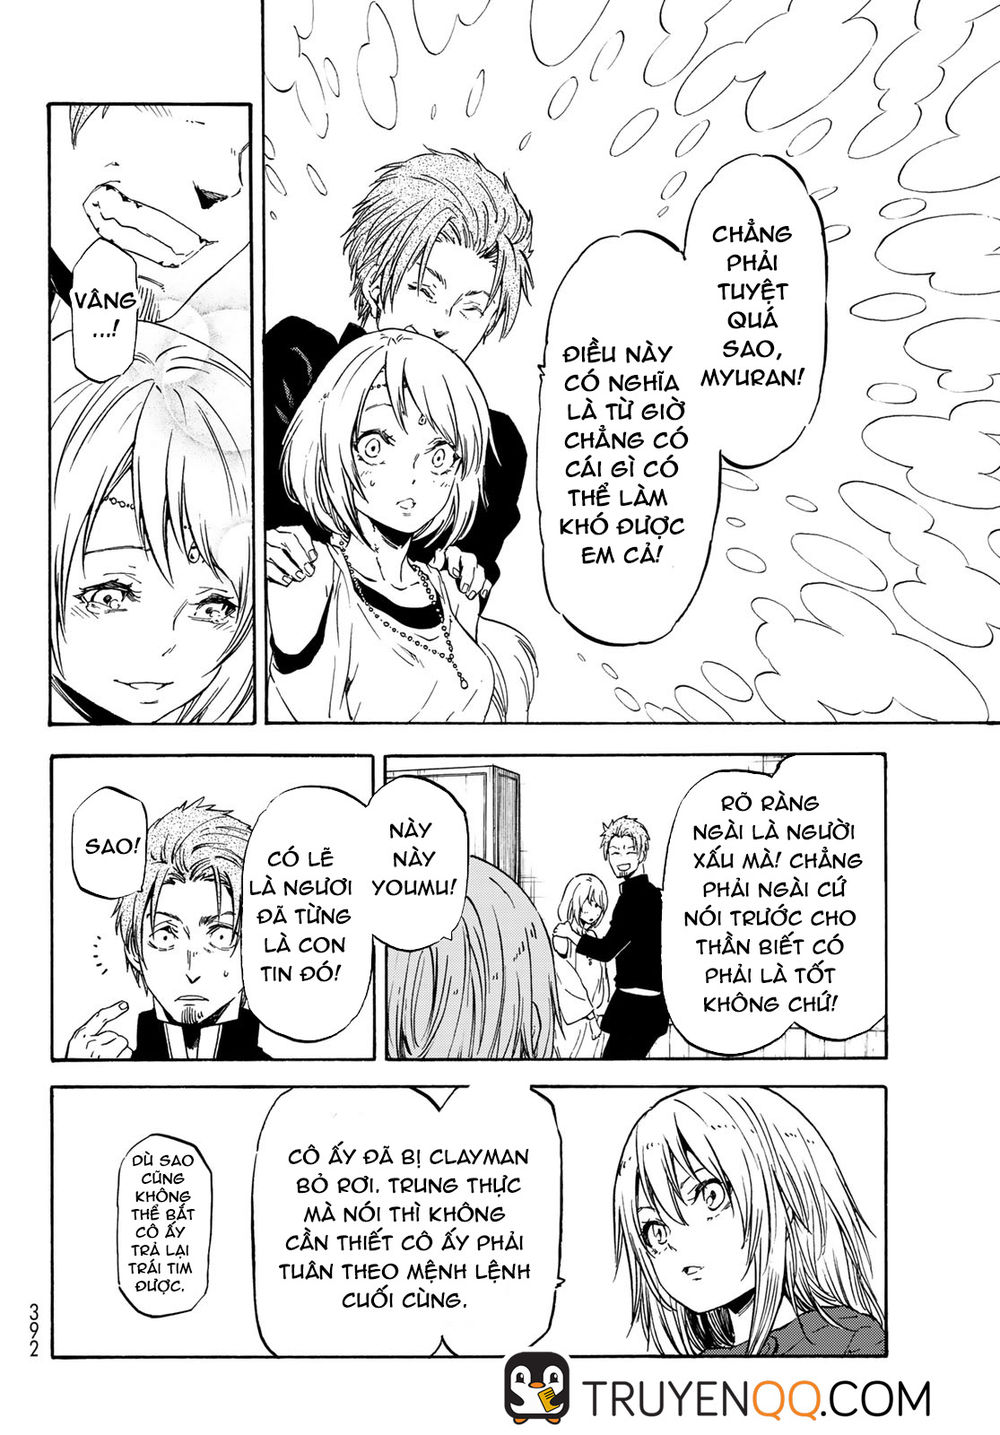 CHẲNG
PHẢI
TUYỆT
QUÁ
SAO,
MYURAN!
ĐIỀU NÀY
CÓ NGHĨA
LÀ TỪ GIỜ
CHẲNG CÓ
CÁI GÌ CÓ
THỂ LÀM
KHÓ ĐƯỢC
EM CẢ!
VÂNG
...!
RÕ RÀNG
NGÀI LÀ NGƯỜI
XẤU MÀ! CHẲNG
PHẢI NGÀI CỨ
NÓI TRƯỚC CHO
THẦN BIẾT CÓ
PHẢI LÀ TỐT
KHÔNG CHỨ!
NÀY
NÀY
YOUMU!
CÓ LẼ
LÀ NGƯƠI
ĐÃ TỪNG
LÀ CON
TIN ĐÓ!
SAO!
CÔ ẤY ĐÃ BỊ CLAYMAN
BỎ RƠI. TRUNG THỰC
MÀ NÓI THÌ KHÔNG
CẦN THIẾT CÔ ẤY PHẢI
TUÂN THEO MỆNH LỆNH
CUỐI CÙNG.
DÙ SAO
CŨNG
KHÔNG
THỂ BẮT
CÔ ẤY
TRẢ LẠI
TRÁI TIM
ĐƯỢC.
392
TRUYENQQ.COM